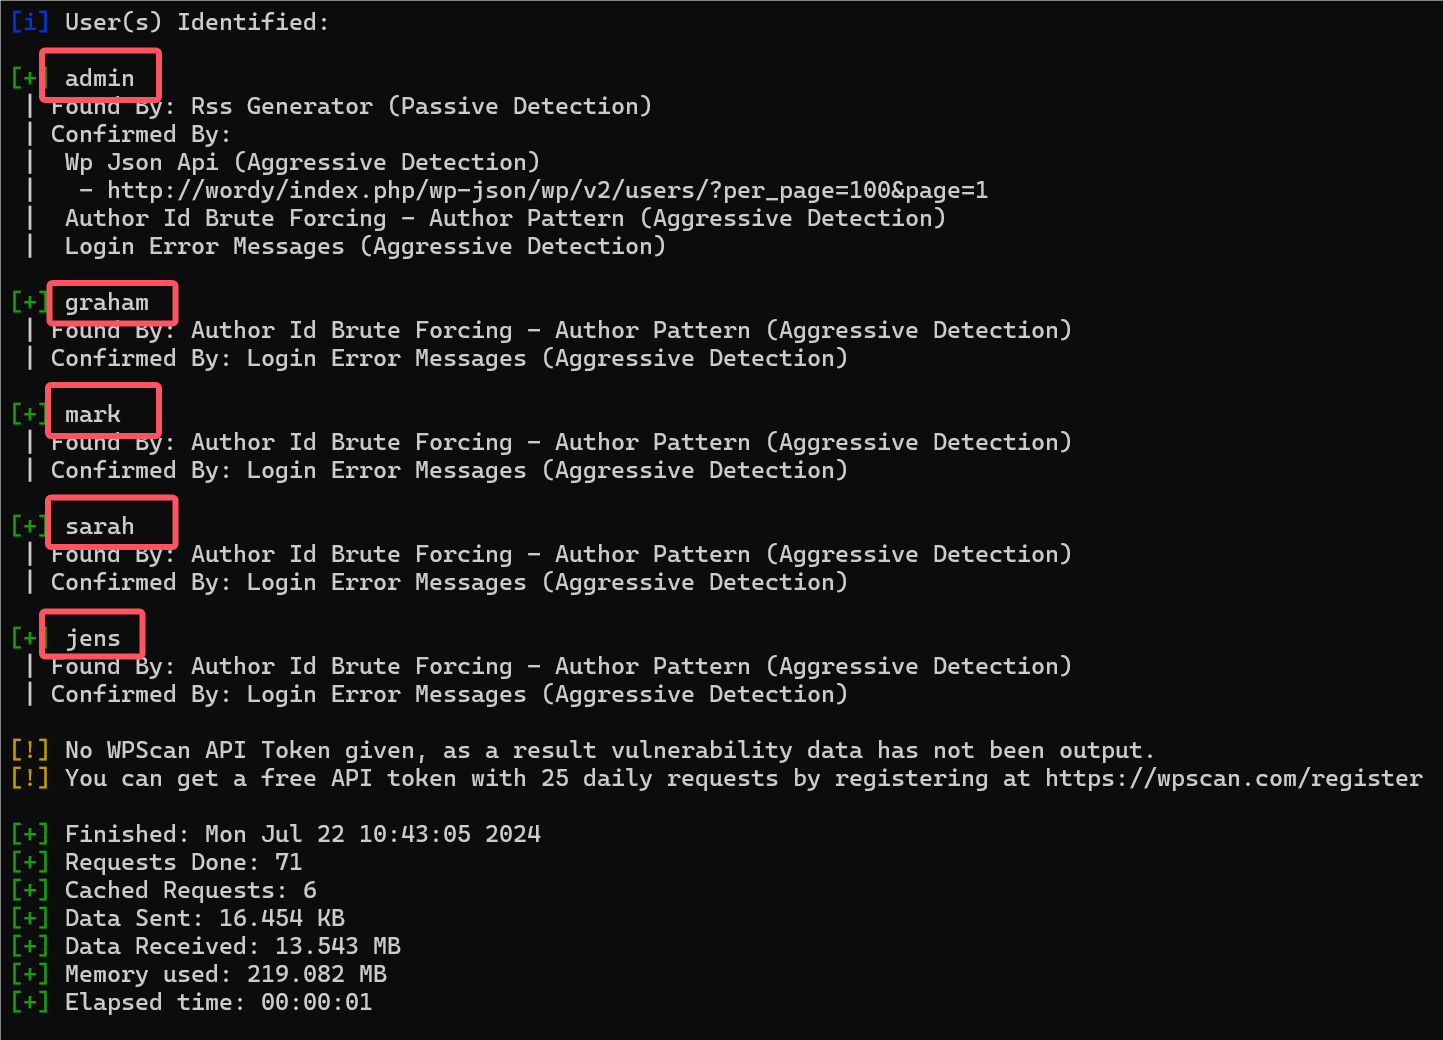 [i] User(s) Identified:
[+] admin
| Found By: Rss Generator (Passive Detection)
| Confirmed By:
|  Wp Json Api (Aggressive Detection)
|   - http://wordy/index.php/wp-json/wp/v2/users/?per_page=100&page=1
|  Author Id Brute Forcing - Author Pattern (Aggressive Detection)
|  Login Error Messages (Aggressive Detection)
[+] graham
| Found By: Author Id Brute Forcing - Author Pattern (Aggressive Detection)
| Confirmed By: Login Error Messages (Aggressive Detection)
[+] mark
| Found By: Author Id Brute Forcing - Author Pattern (Aggressive Detection)
| Confirmed By: Login Error Messages (Aggressive Detection)
[+] sarah
| Found By: Author Id Brute Forcing - Author Pattern (Aggressive Detection)
| Confirmed By: Login Error Messages (Aggressive Detection)
[+] jens
| Found By: Author Id Brute Forcing - Author Pattern (Aggressive Detection)
| Confirmed By: Login Error Messages (Aggressive Detection)
[!] No WPScan API Token given, as a result vulnerability data has not been output.
[!] You can get a free API token with 25 daily requests by registering at https://wpscan.com/register
[+] Finished: Mon Jul 22 10:43:05 2024
[+] Requests Done: 71
[+] Cached Requests: 6
[+] Data Sent: 16.454 KB
[+] Data Received: 13.543 MB
[+] Memory used: 219.082 MB
[+] Elapsed time: 00:00:01